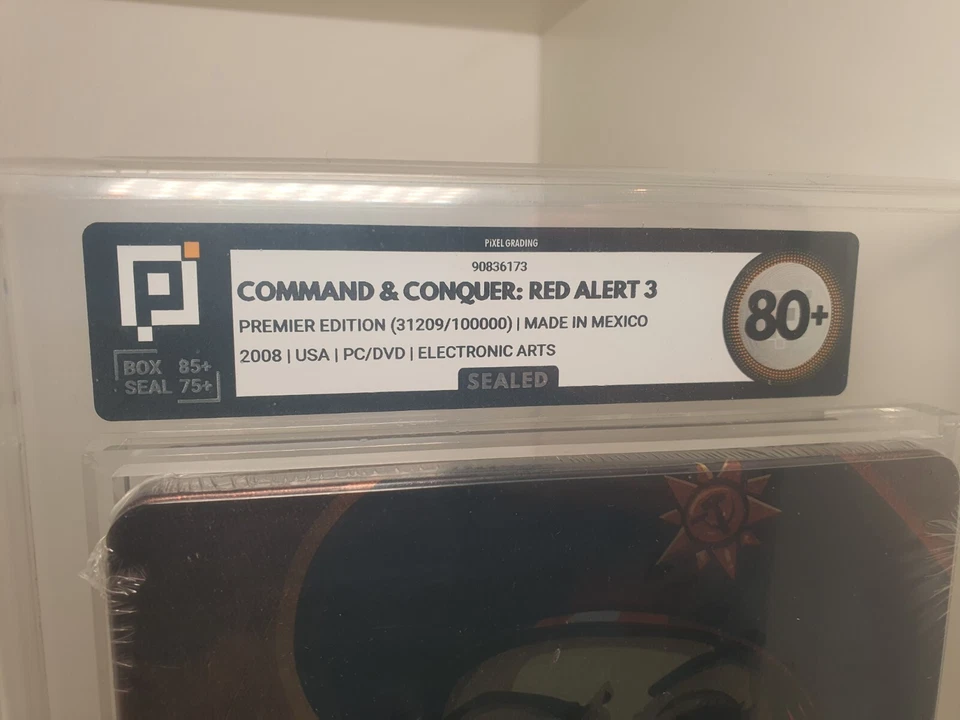 PiXEL GRADING
90836173
COMMAND & CONQUER: RED ALERT 3
PREMIER EDITION (31209/100000) | MADE IN MEXICO
2008 | USA | PC/DVD | ELECTRONIC ARTS
SEALED
BOX 85+
SEAL 75+
80+